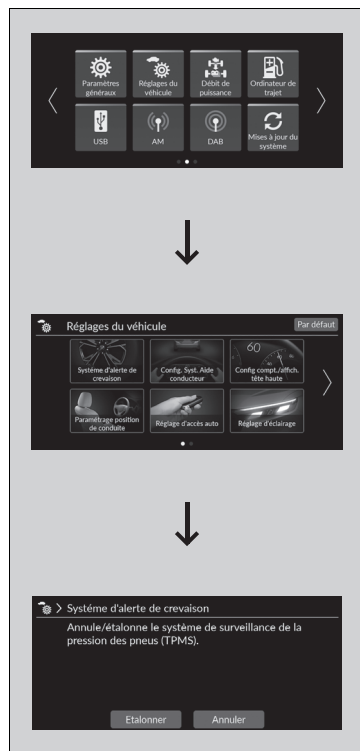 Paramètres
généraux
Réglages du
véhicule
Débit de
puissance
Ordinateur de
trajet
USB
AM
DAB
Mises à jour du
système
Réglages du véhicule
Par défaut
Systéme d'alerte de
crevaison
Config. Syst. Aide
conducteur
60
Config compt./affich.
tête haute
Paramétrage position
de conduite
Réglage d'accès auto
Réglage d'éclairage
Systéme d'alerte de crevaison
Annule/étalonne le système de surveillance de la
pression des pneus (TPMS).
Etalonner
Annuler